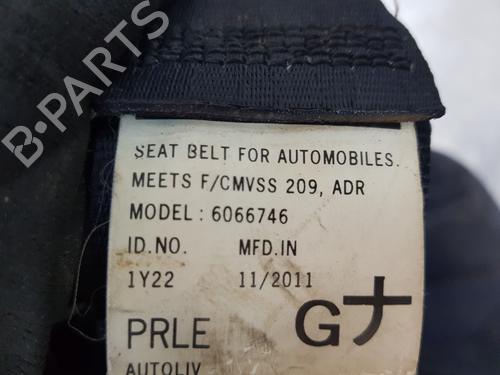 B-PARTS
SEAT BELT FOR AUTOMOBILES.
MEETS F/CMVSS 209, ADR
MODEL : 6066746
ID.NO. MFD.IN
1Y22 11/2011
PRLE G
AUTOLIV